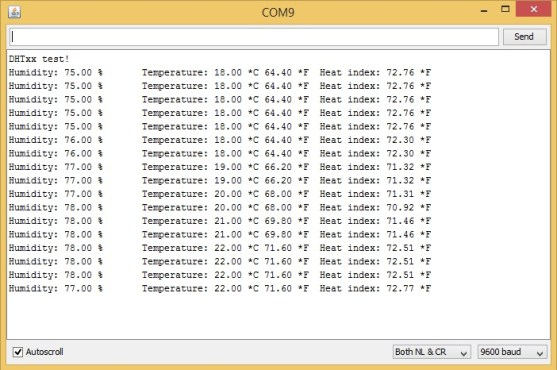 COM9
Send
DHTxx test!
Humidity: 75.00 % Temperature: 18.00 *C 64.40 *F Heat index: 72.76 *F
Humidity: 75.00 % Temperature: 18.00 *C 64.40 *F Heat index: 72.76 *F
Humidity: 75.00 % Temperature: 18.00 *C 64.40 *F Heat index: 72.76 *F
Humidity: 75.00 % Temperature: 18.00 *C 64.40 *F Heat index: 72.76 *F
Humidity: 75.00 % Temperature: 18.00 *C 64.40 *F Heat index: 72.76 *F
Humidity: 76.00 % Temperature: 18.00 *C 64.40 *F Heat index: 72.30 *F
Humidity: 76.00 % Temperature: 18.00 *C 64.40 *F Heat index: 72.30 *F
Humidity: 77.00 % Temperature: 19.00 *C 66.20 *F Heat index: 71.32 *F
Humidity: 77.00 % Temperature: 19.00 *C 66.20 *F Heat index: 71.32 *F
Humidity: 77.00 % Temperature: 20.00 *C 68.00 *F Heat index: 71.31 *F
Humidity: 78.00 % Temperature: 20.00 *C 68.00 *F Heat index: 70.92 *F
Humidity: 78.00 % Temperature: 21.00 *C 69.80 *F Heat index: 71.46 *F
Humidity: 78.00 % Temperature: 21.00 *C 69.80 *F Heat index: 71.46 *F
Humidity: 78.00 % Temperature: 22.00 *C 71.60 *F Heat index: 72.51 *F
Humidity: 78.00 % Temperature: 22.00 *C 71.60 *F Heat index: 72.51 *F
Humidity: 78.00 % Temperature: 22.00 *C 71.60 *F Heat index: 72.51 *F
Humidity: 77.00 % Temperature: 22.00 *C 71.60 *F Heat index: 72.77 *F
Autoscroll Both NL & CR 9600 baud